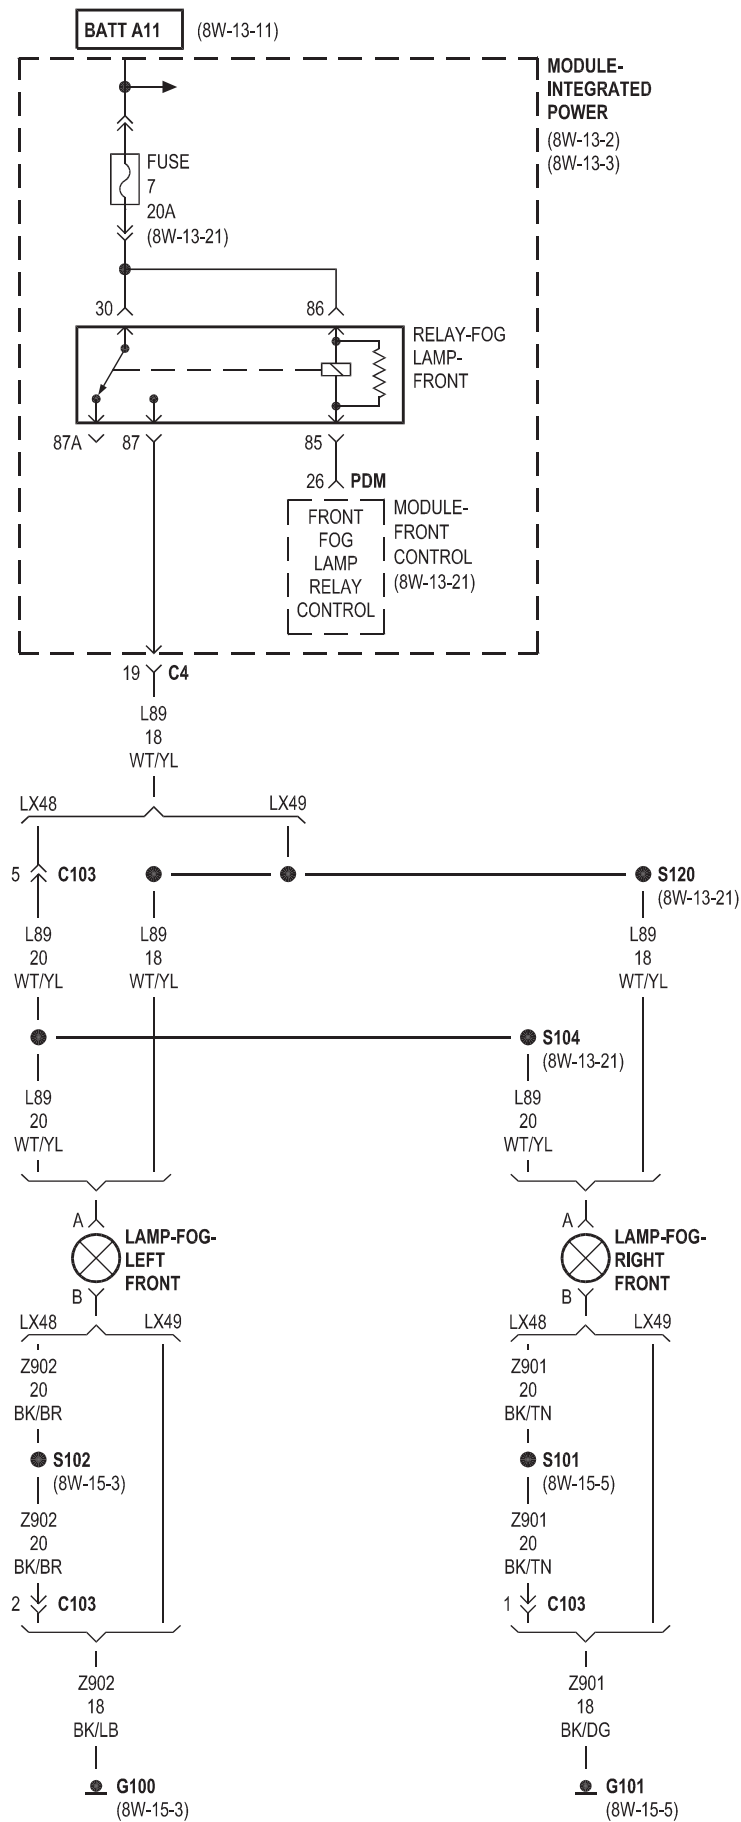 BATT A11
(8W-13-11)
MODULE-
INTEGRATED
POWER
(8W-13-2)
(8W-13-3)
FUSE
7
20A
(8W-13-21)
30
86
RELAY-FOG
LAMP-
FRONT
87A
87
85
26
PDM
FRONT
FOG
LAMP
RELAY
CONTROL
MODULE-
FRONT
CONTROL
(8W-13-21)
19
C4
L89
18
WT/YL
LX48
LX49
5
C103
S120
(8W-13-21)
L89
20
WT/YL
L89
18
WT/YL
L89
18
WT/YL
S104
(8W-13-21)
L89
20
WT/YL
L89
20
WT/YL
A
LAMP-FOG-
LEFT
FRONT
B
A
LAMP-FOG-
RIGHT
FRONT
B
LX48
LX49
LX48
LX49
Z902
20
BK/BR
Z901
20
BK/TN
S102
(8W-15-3)
S101
(8W-15-5)
Z902
20
BK/BR
Z901
20
BK/TN
2
C103
1
C103
Z902
18
BK/LB
Z901
18
BK/DG
G100
(8W-15-3)
G101
(8W-15-5)